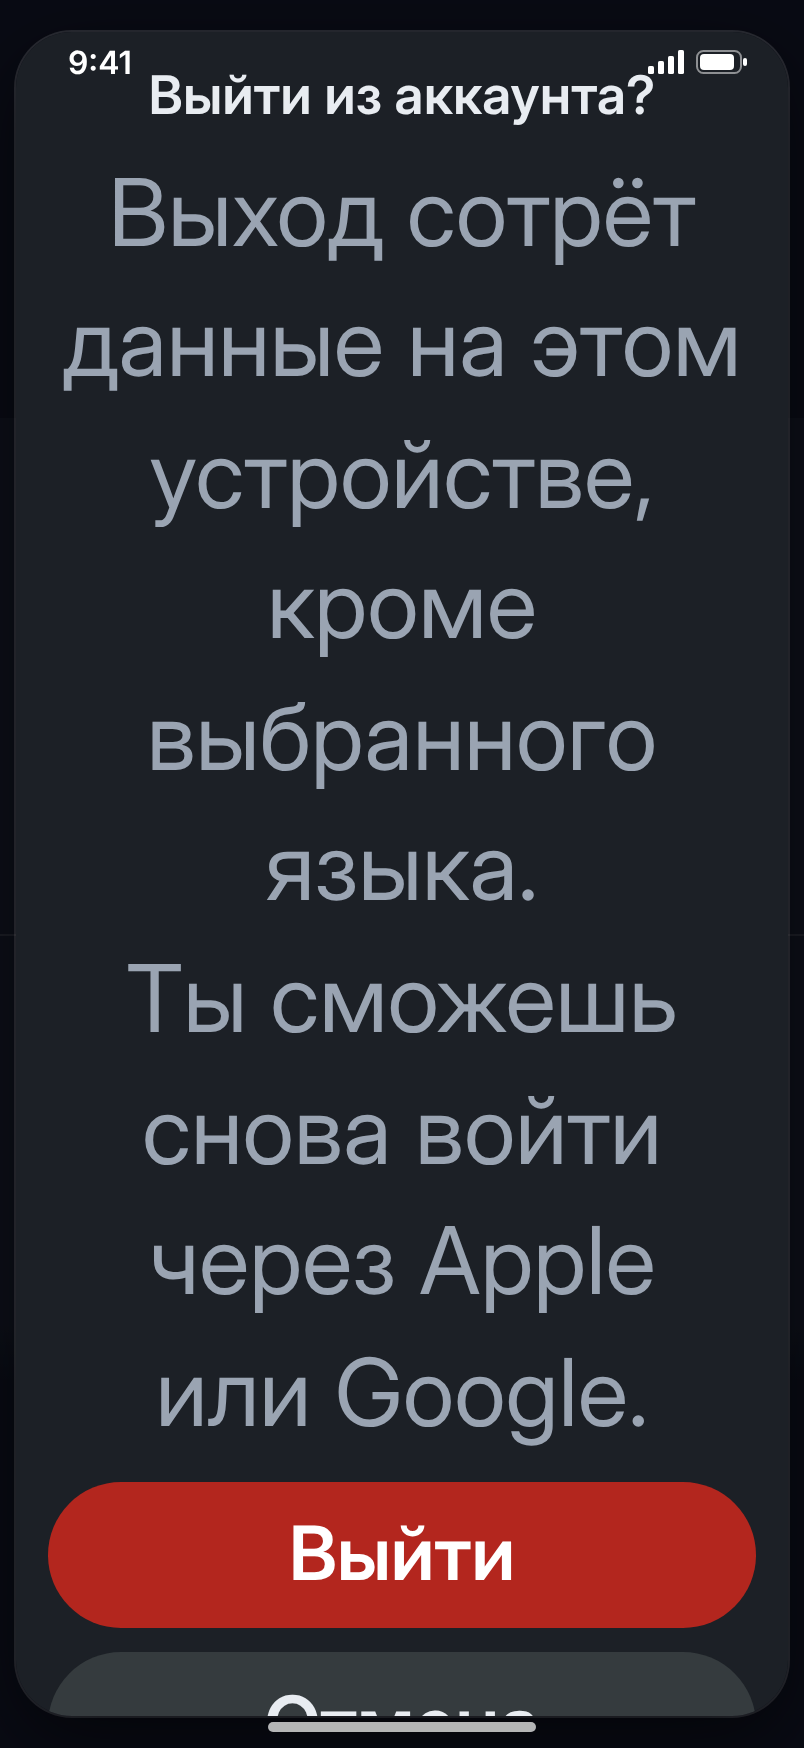 9:41
Выйти из аккаунта?
Выход сотрёт
данные на этом
устройстве,
кроме
выбранного
языка.
Ты сможешь
снова войти
через Apple
или Google.
Выйти
Отмена